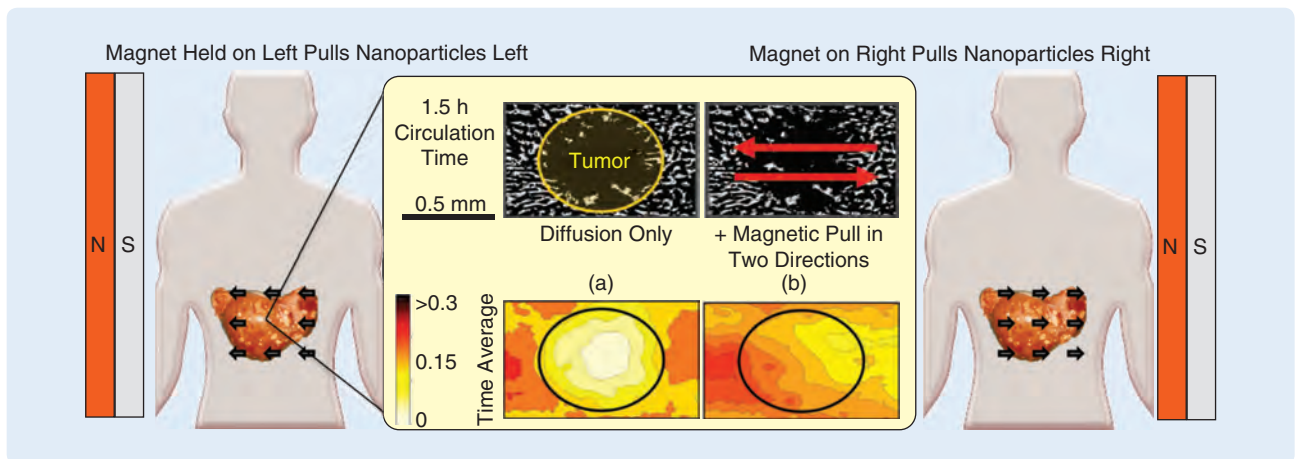 Magnet Held on Left Pulls Nanoparticles Left
Magnet on Right Pulls Nanoparticles Right
N S
1.5 h
Circulation
Time
0.5 mm
Tumor
Diffusion Only
+ Magnetic Pull in
Two Directions
(a)
(b)
>0.3
0.15
0
Time Average
N S